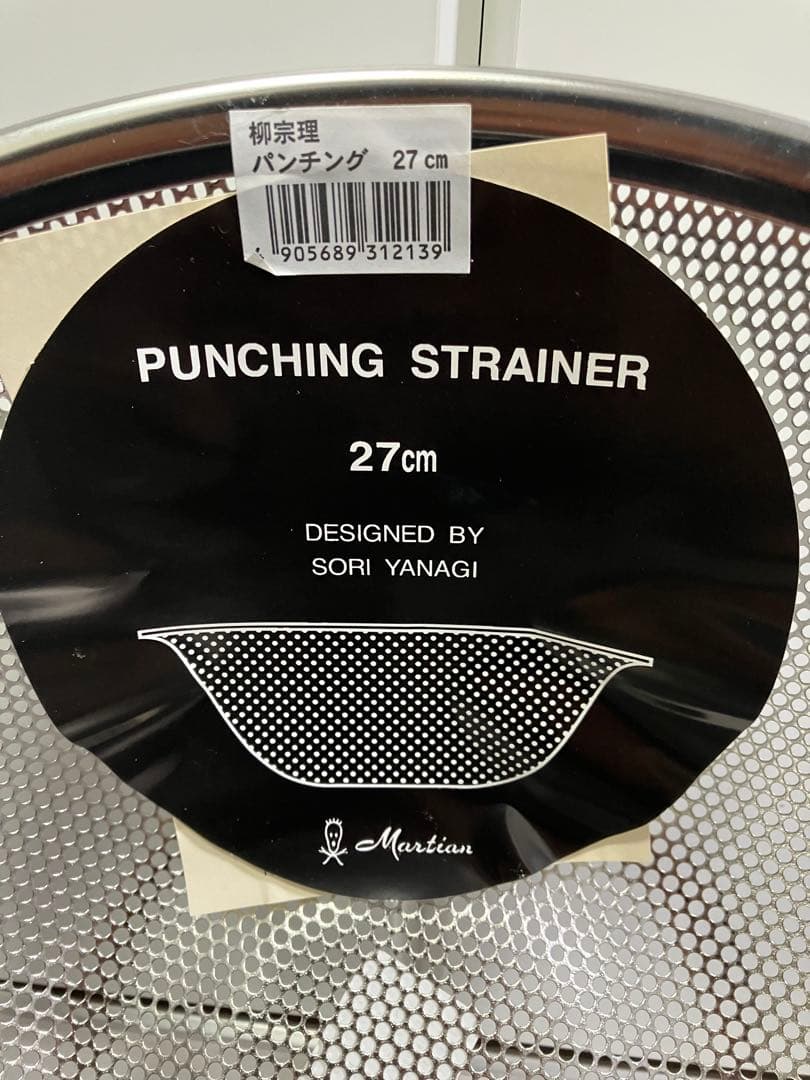 柳宗理
パンチング 27cm
4 905689 312139
PUNCHING STRAINER
27cm
DESIGNED BY
SORI YANAGI
Martian